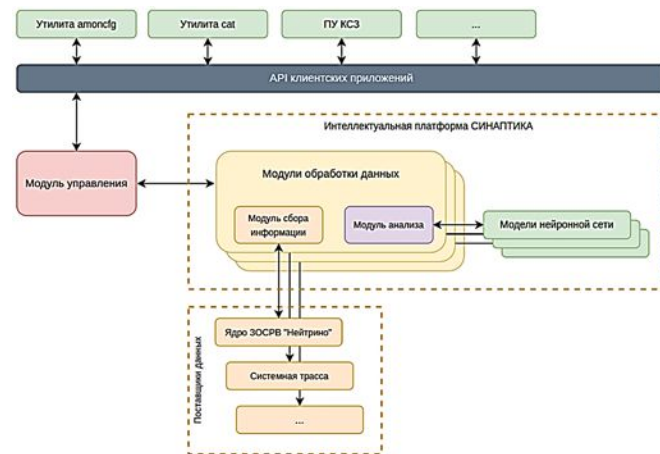 Утилита amoncfg
Утилита cat
ПУ КСЗ
...
API клиентских приложений
Интеллектуальная платформа СИНАПТИКА
Модуль управления
Модули обработки данных
Модуль сбора
информации
Модуль анализа
Модели нейронной сети
Поставщики данных
Ядро ЗОСРВ "Нейтрино"
Системная трасса
...